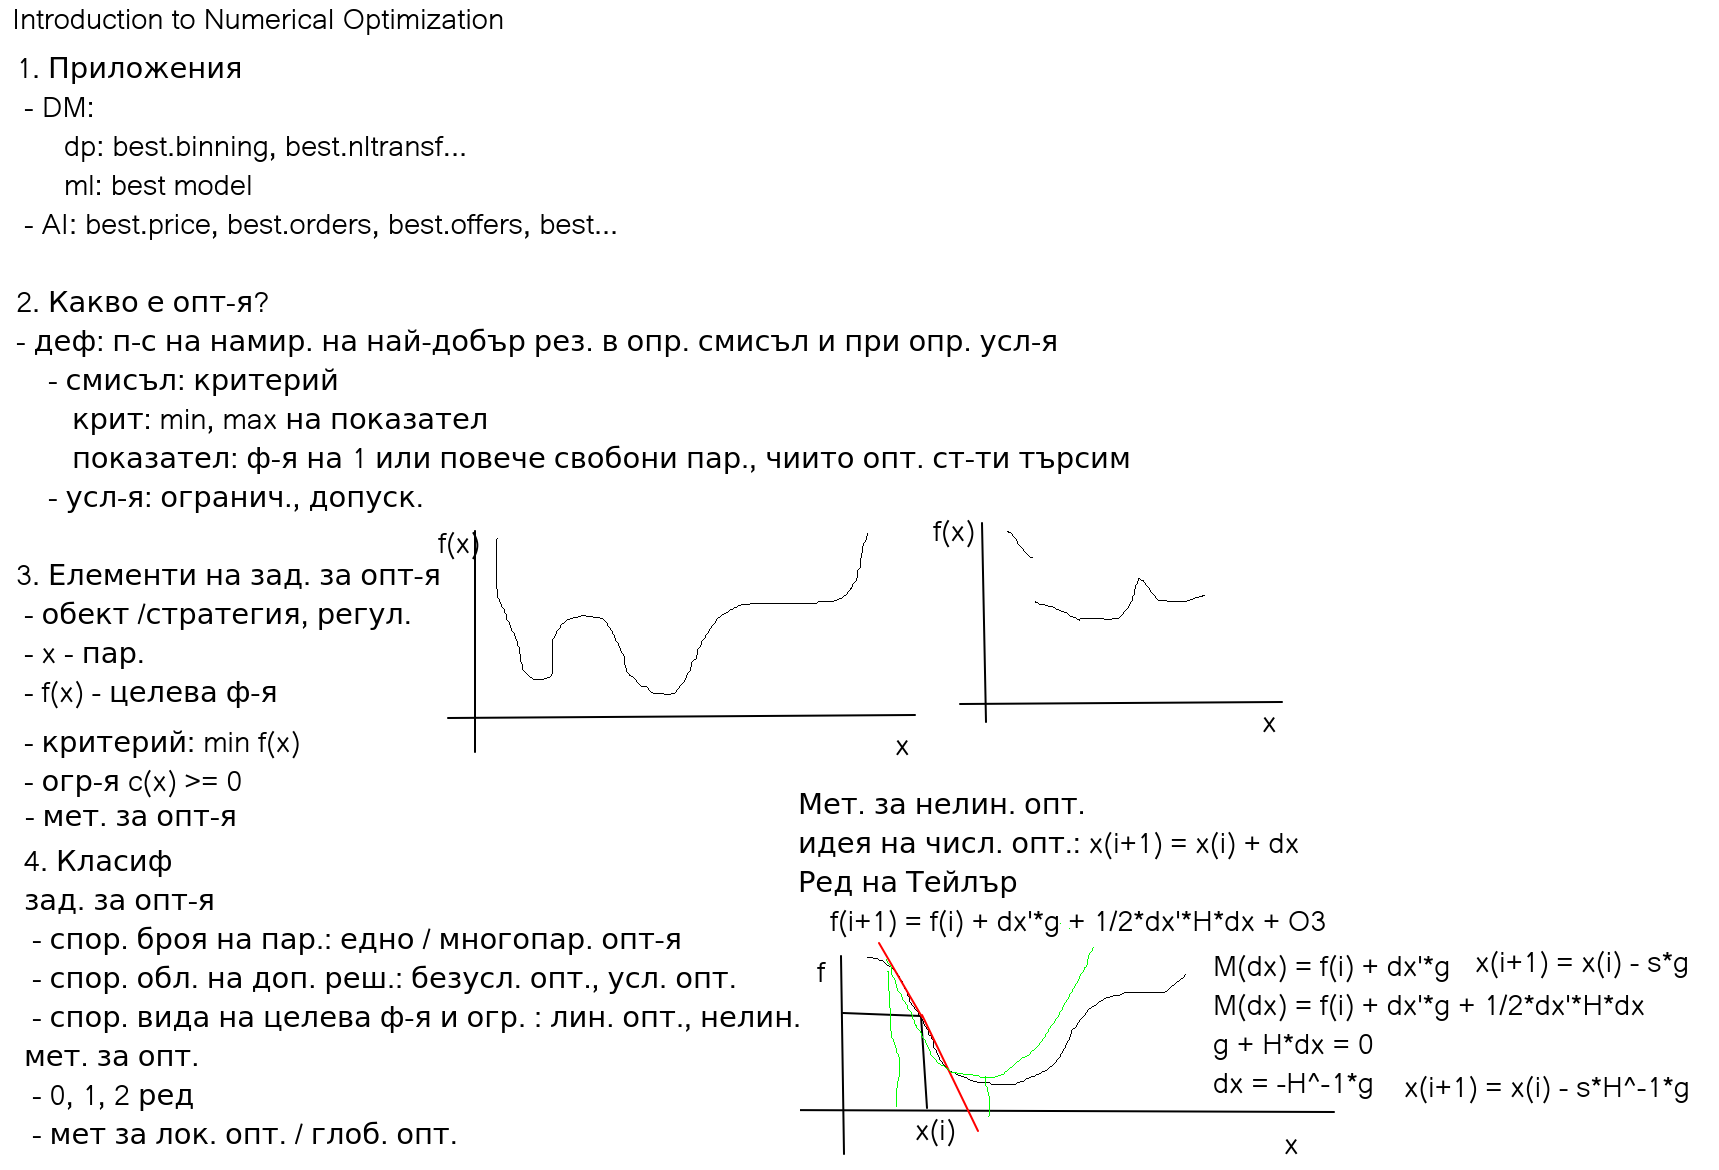 Introduction to Numerical Optimization
1. Приложения
- DM:
dp: best.binning, best.nltransf...
ml: best model
- AI: best.price, best.orders, best.offers, best...
2. Какво е опт-я?
- деф: п-с на намир. на най-добър рез. в опр. смисъл и при опр. усл-я
- смисъл: критерий
крит: min, max на показател
показател: ф-я на 1 или повече свобони пар., чиито опт. ст-ти търсим
- усл-я: огранич., допуск.
3. Елементи на зад. за опт-я
- обект /стратегия, регул.
- x - пар.
- f(x) - целева ф-я
- критерий: min f(x)
- огр-я c(x) >= 0
- мет. за опт-я
f(x)
x
f(x)
x
4. Класиф
зад. за опт-я
- спор. броя на пар.: едно / многопар. опт-я
- спор. обл. на доп. реш.: безусл. опт., усл. опт.
- спор. вида на целева ф-я и огр. : лин. опт., нелин.
мет. за опт.
- 0, 1, 2 ред
- мет за лок. опт. / глоб. опт.
Мет. за нелин. опт.
идея на числ. опт.: x(i+1) = x(i) + dx
Ред на Тейлър
f(i+1) = f(i) + dx'*g + 1/2*dx'*H*dx + O3
f
x(i)
x
M(dx) = f(i) + dx'*g x(i+1) = x(i) - s*g
M(dx) = f(i) + dx'*g + 1/2*dx'*H*dx
g + H*dx = 0
dx = -H^-1*g x(i+1) = x(i) - s*H^-1*g